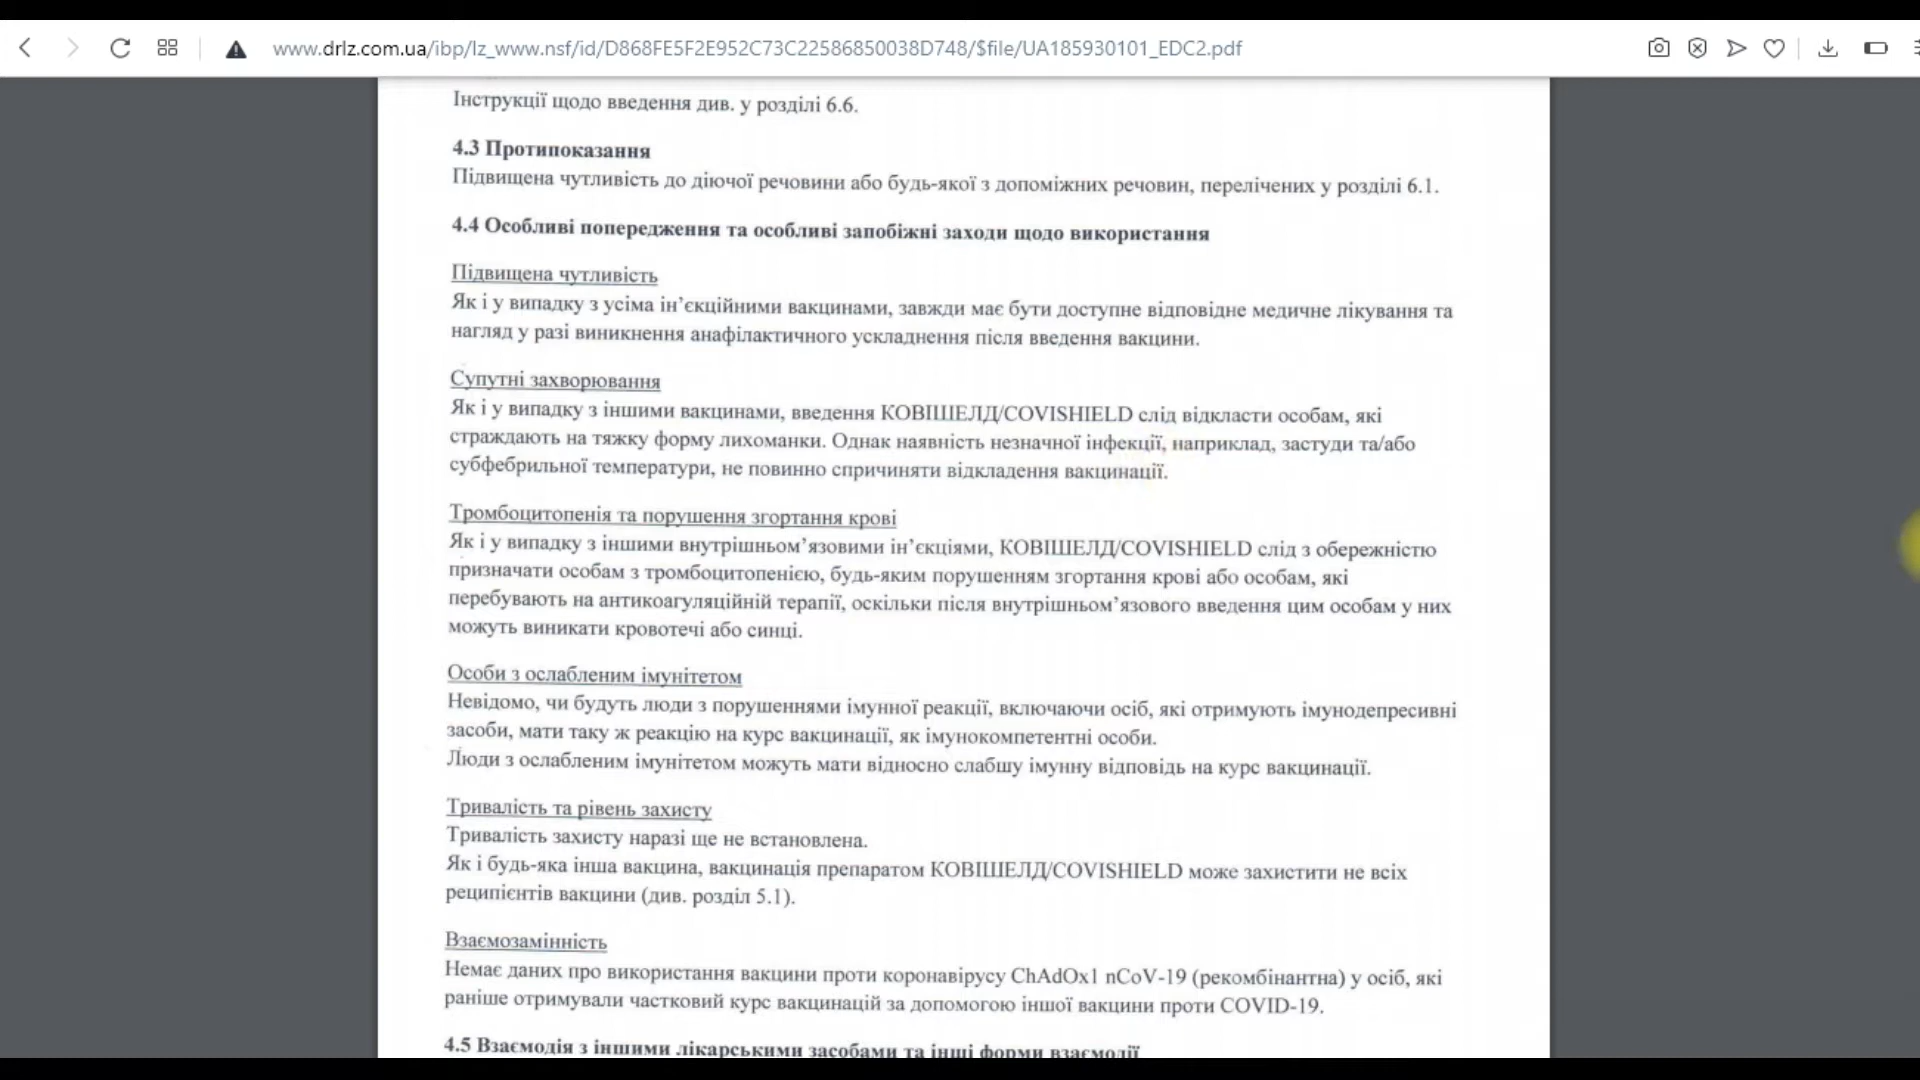 www.drlz.com.ua/ibp/lz_www.nsf/id/D868FE5F2E952C73C22586850038D748/$file/UA185930101_EDC2.pdf
Інструкції щодо введення див. у розділі 6.6.
4.3 Протипоказання
Підвищена чутливість до діючої речовини або будь-якої з допоміжних речовин, перелічених у розділі 6.1.
4.4 Особливі попередження та особливі запобіжні заходи щодо використання
Підвищена чутливість
Як і у випадку з усіма ін’єкційними вакцинами, завжди має бути доступне відповідне медичне лікування та
нагляд у разі виникнення анафілактичного ускладнення після введення вакцини.
Супутні захворювання
Як і у випадку з іншими вакцинами, введення КОВІШЕЛД/COVISHIELD слід відкласти особам, які
страждають на тяжку форму лихоманки. Однак наявність незначної інфекції, наприклад, застуди та/або
субфебрильної температури, не повинно спричиняти відкладення вакцинації.
Тромбоцитопенія та порушення згортання крові
Як і у випадку з іншими внутрішньом’язовими ін’єкціями, КОВІШЕЛД/COVISHIELD слід з обережністю
призначати особам з тромбоцитопенією, будь-яким порушенням згортання крові або особам, які
перебувають на антикоагуляційній терапії, оскільки після внутрішньом’язового введення цим особам у них
можуть виникати кровотечі або синці.
Особи з ослабленим імунітетом
Невідомо, чи будуть люди з порушеннями імунної реакції, включаючи осіб, які отримують імунодепресивні
засоби, мати таку ж реакцію на курс вакцинації, як імунокомпетентні особи.
Люди з ослабленим імунітетом можуть мати відносно слабшу імунну відповідь на курс вакцинації.
Тривалість та рівень захисту
Тривалість захисту наразі ще не встановлена.
Як і будь-яка інша вакцина, вакцинація препаратом КОВІШЕЛД/COVISHIELD може захистити не всіх
реципієнтів вакцини (див. розділ 5.1).
Взаємозамінність
Немає даних про використання вакцини проти коронавірусу ChAdOx1 nCoV-19 (рекомбінантна) у осіб, які
раніше отримували частковий курс вакцинацій за допомогою іншої вакцини проти COVID-19.
4.5 Взаємодія з іншими лікарськими засобами та інші форми взаємодії